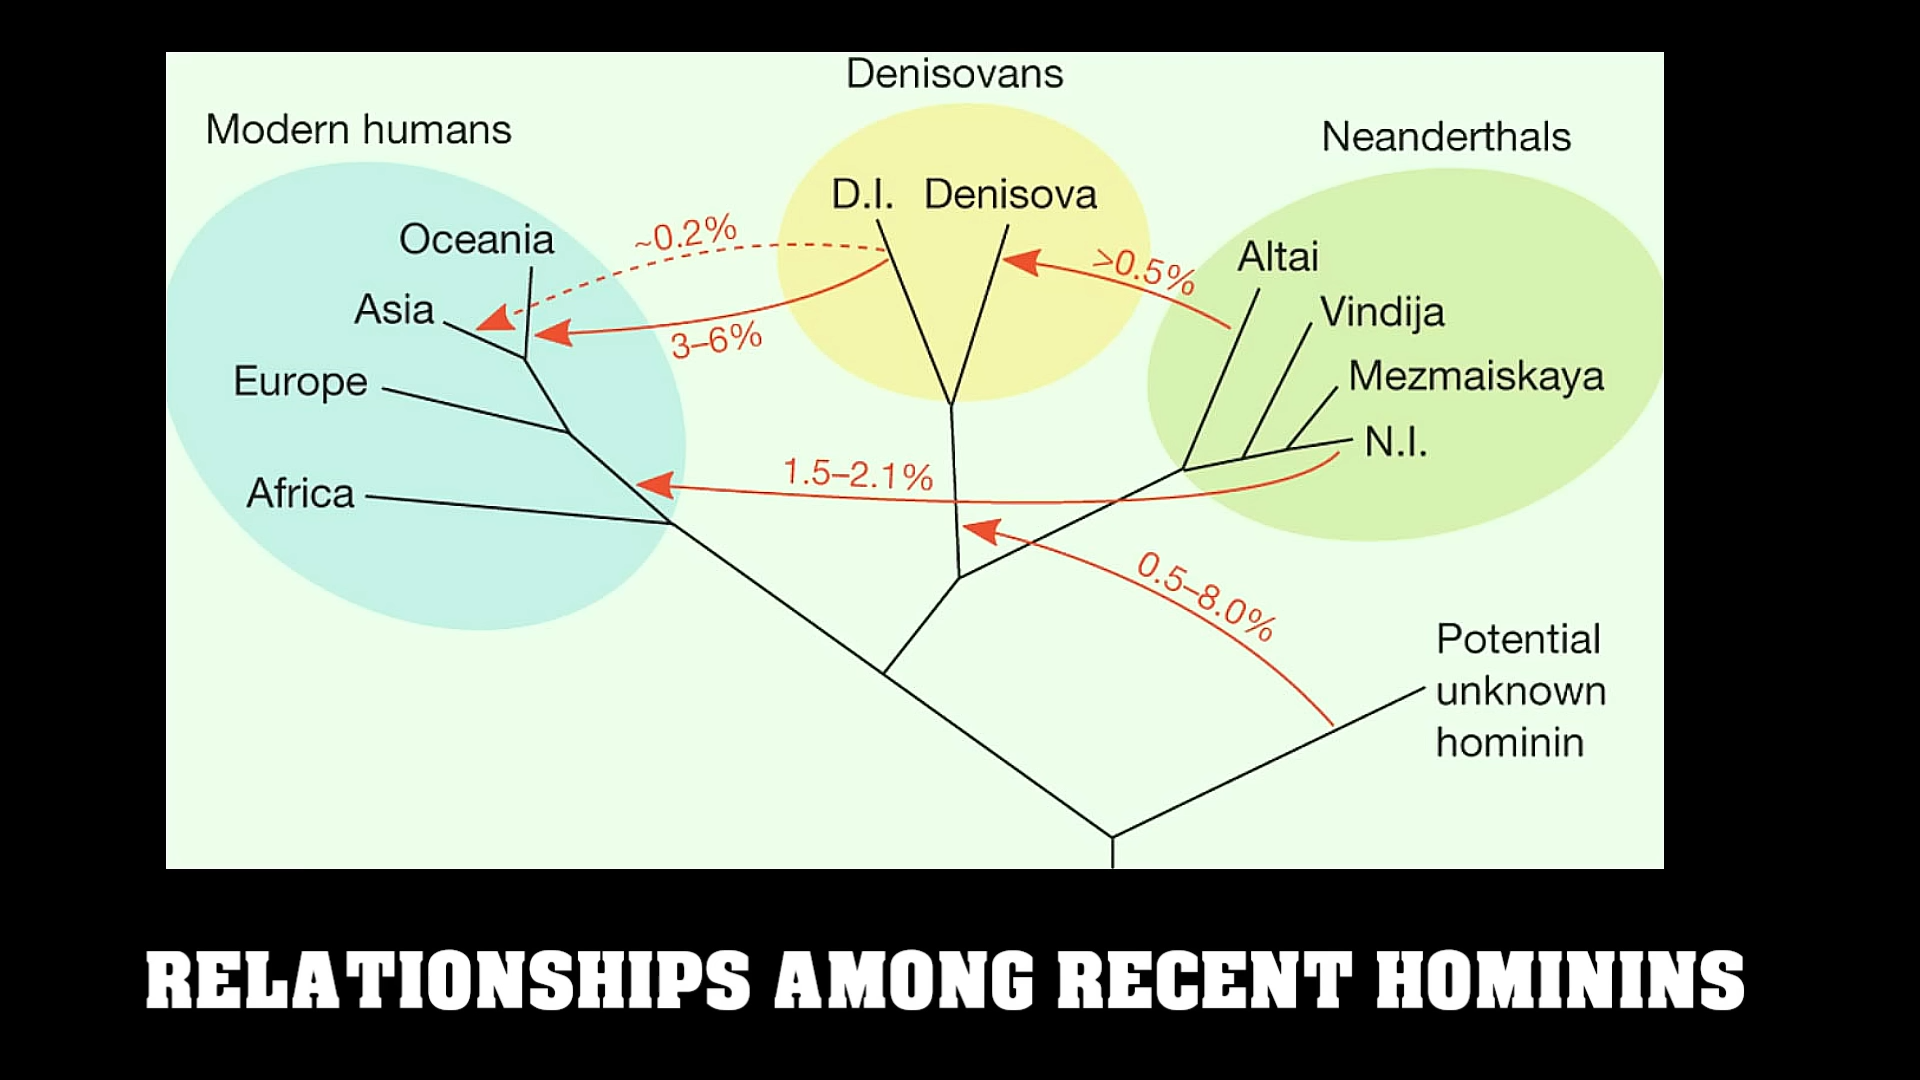 Denisovans
Modern humans
Neanderthals
D.I. Denisova
Oceania
~0.2%
>0.5%
Altai
Asia
Vindija
3–6%
Europe
Mezmaiskaya
N.I.
1.5–2.1%
Africa
0.5–8.0%
Potential
unknown
hominin
RELATIONSHIPS AMONG RECENT HOMININS